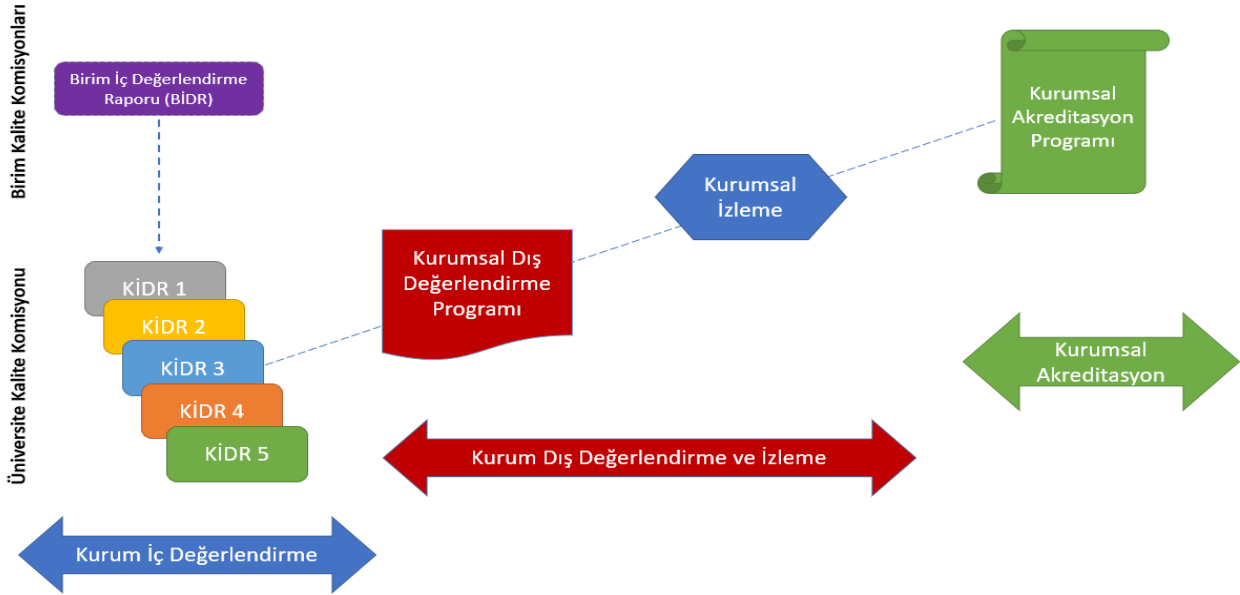 Birim Kalite Komisyonları
Birim İç Değerlendirme
Raporu (BİDR)
Kurumsal
Akreditasyon
Programı
Kurumsal
İzleme
Kurumsal Dış
Değerlendirme
Programı
Üniversite Kalite Komisyonu
KİDR 1
KİDR 2
KİDR 3
KİDR 4
KİDR 5
Kurumsal
Akreditasyon
Kurum Dış Değerlendirme ve İzleme
Kurum İç Değerlendirme